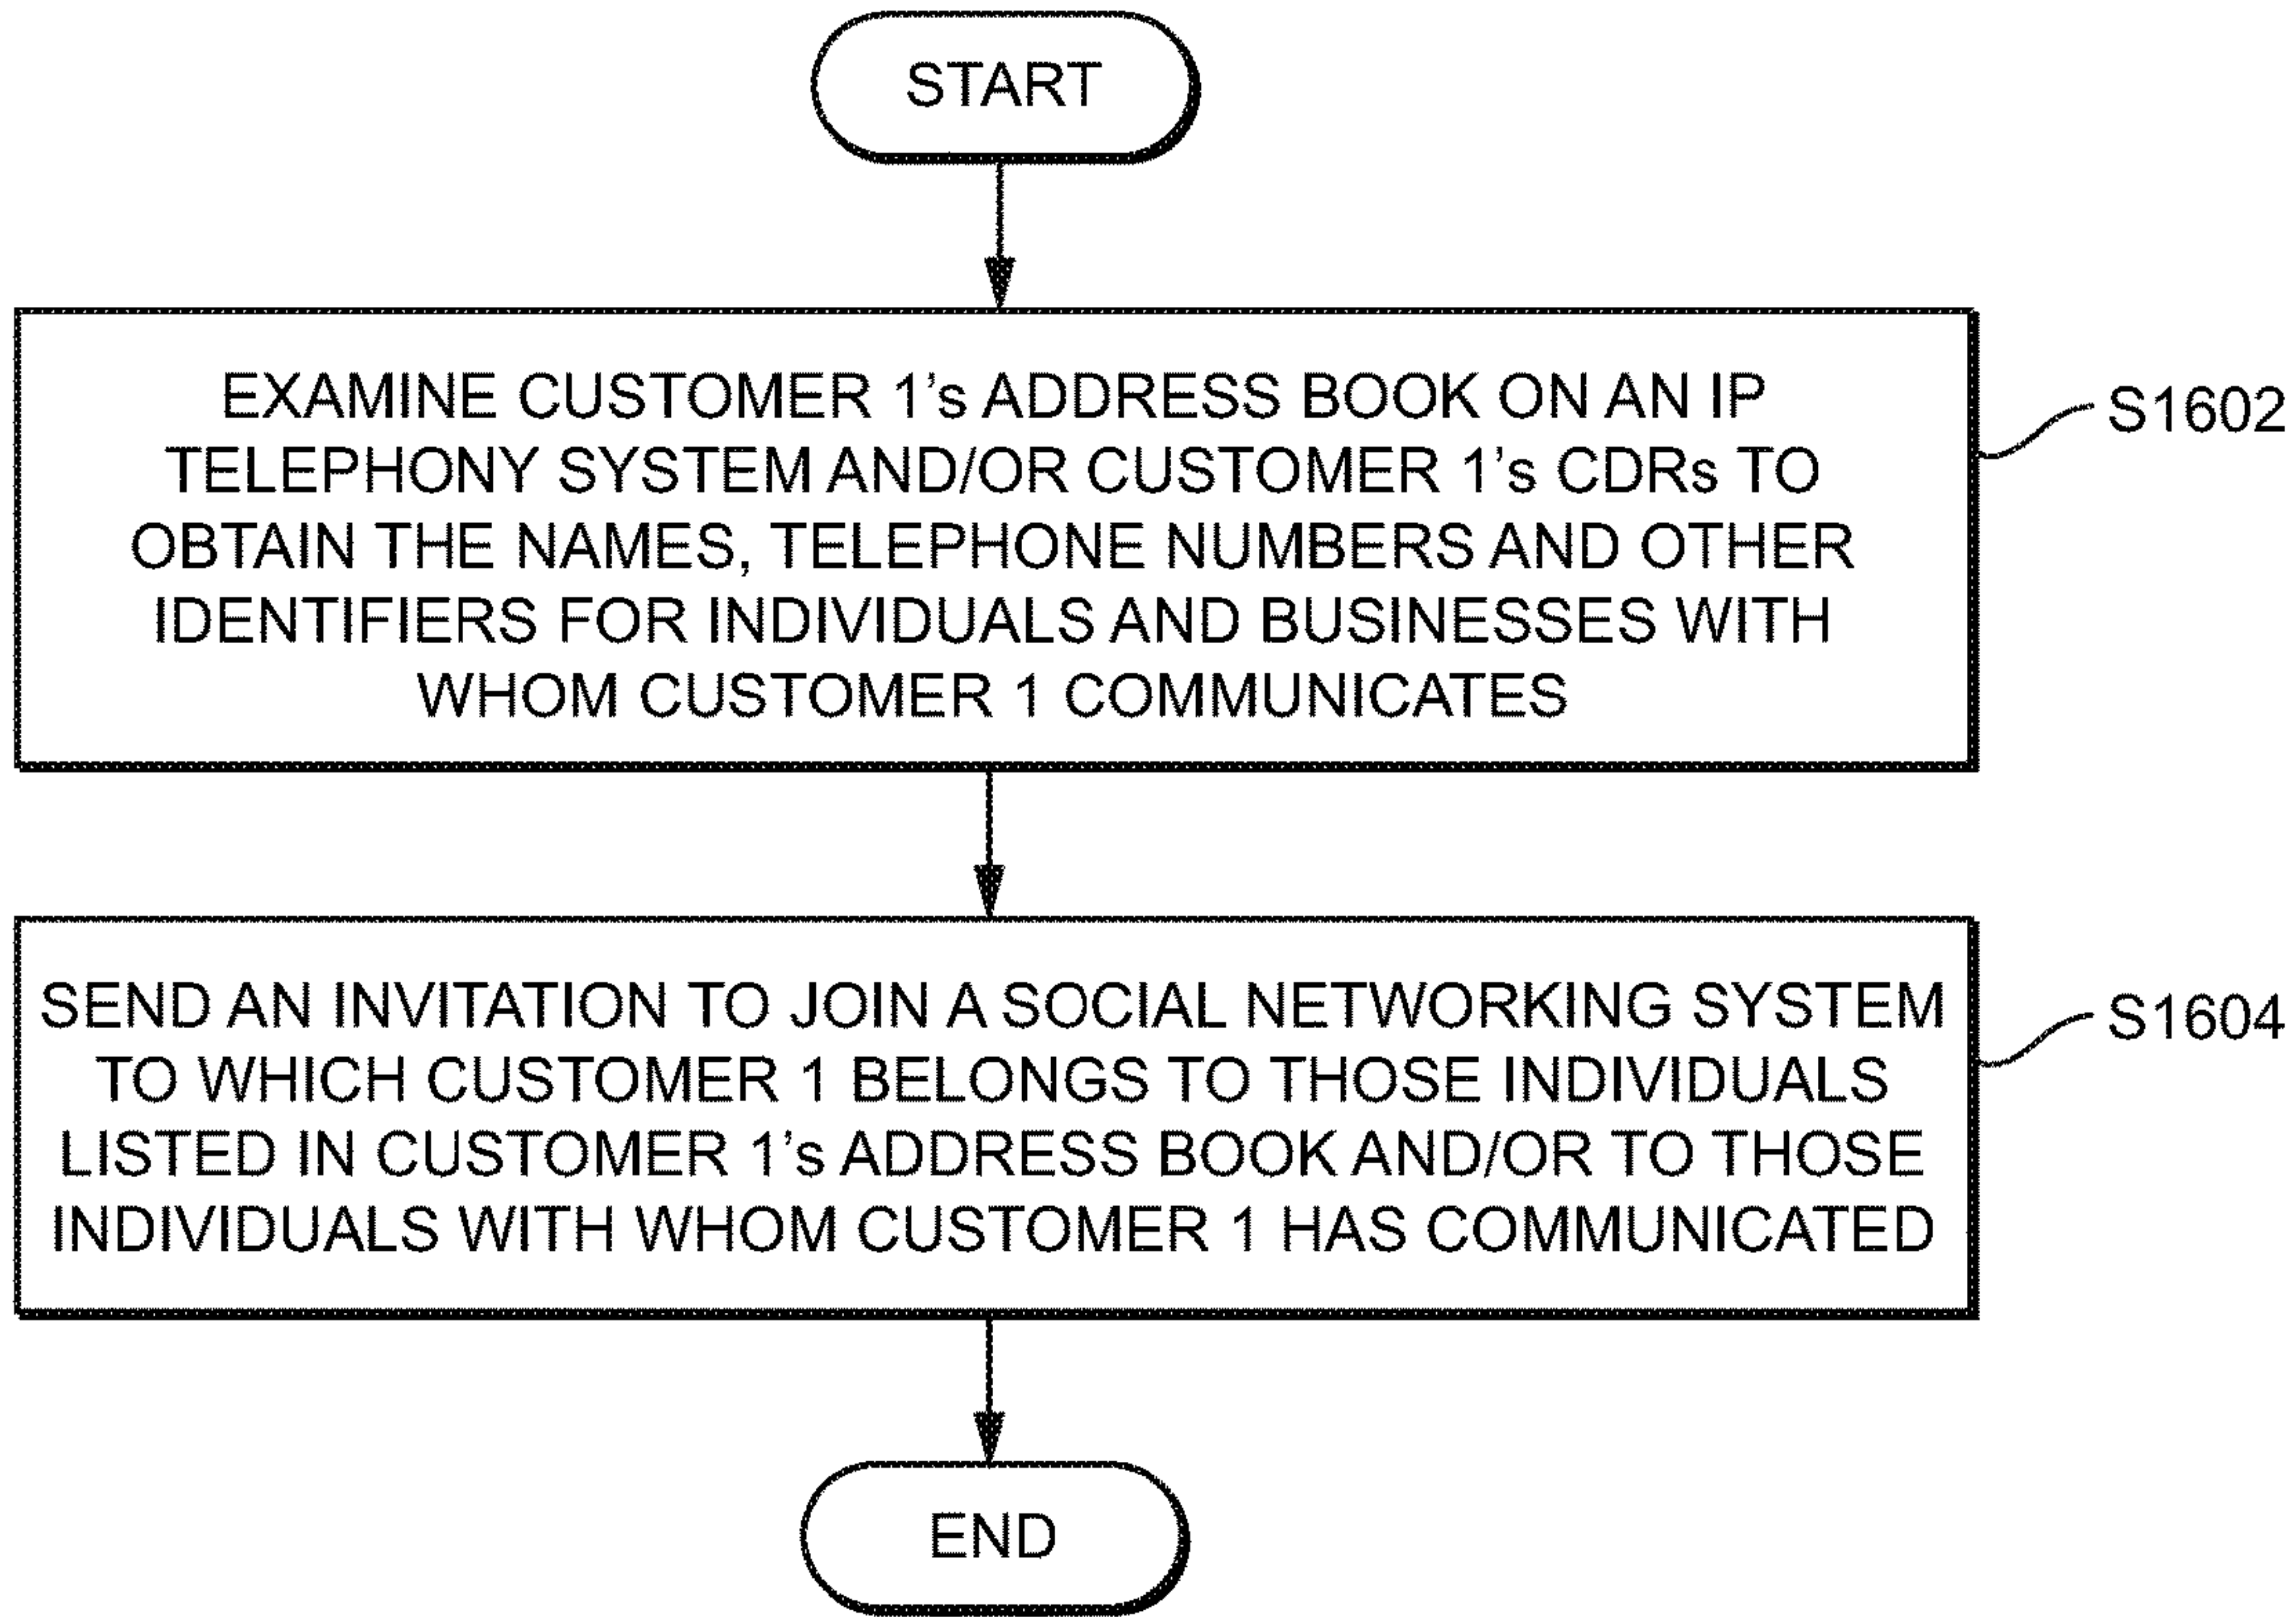 START
EXAMINE CUSTOMER 1's ADDRESS BOOK ON AN IP
TELEPHONY SYSTEM AND/OR CUSTOMER 1's CDRs TO
OBTAIN THE NAMES, TELEPHONE NUMBERS AND OTHER
IDENTIFIERS FOR INDIVIDUALS AND BUSINESSES WITH
WHOM CUSTOMER 1 COMMUNICATES
S1602
SEND AN INVITATION TO JOIN A SOCIAL NETWORKING SYSTEM
TO WHICH CUSTOMER 1 BELONGS TO THOSE INDIVIDUALS
LISTED IN CUSTOMER 1's ADDRESS BOOK AND/OR TO THOSE
INDIVIDUALS WITH WHOM CUSTOMER 1 HAS COMMUNICATED
S1604
END